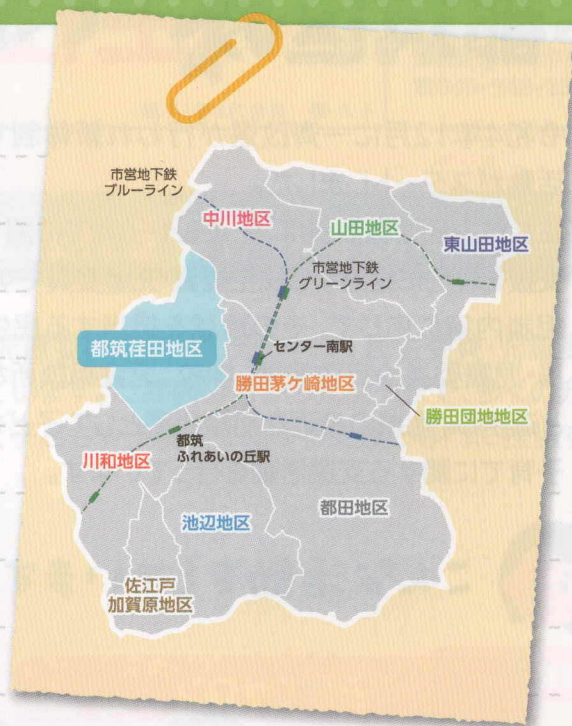 市営地下鉄
ブルーライン
中川地区
山田地区
東山田地区
市営地下鉄
グリーンライン
都筑荏田地区
センター南駅
勝田茅ケ崎地区
勝田団地地区
都筑
ふれあいの丘駅
川和地区
池辺地区
都田地区
佐江戸
加賀原地区